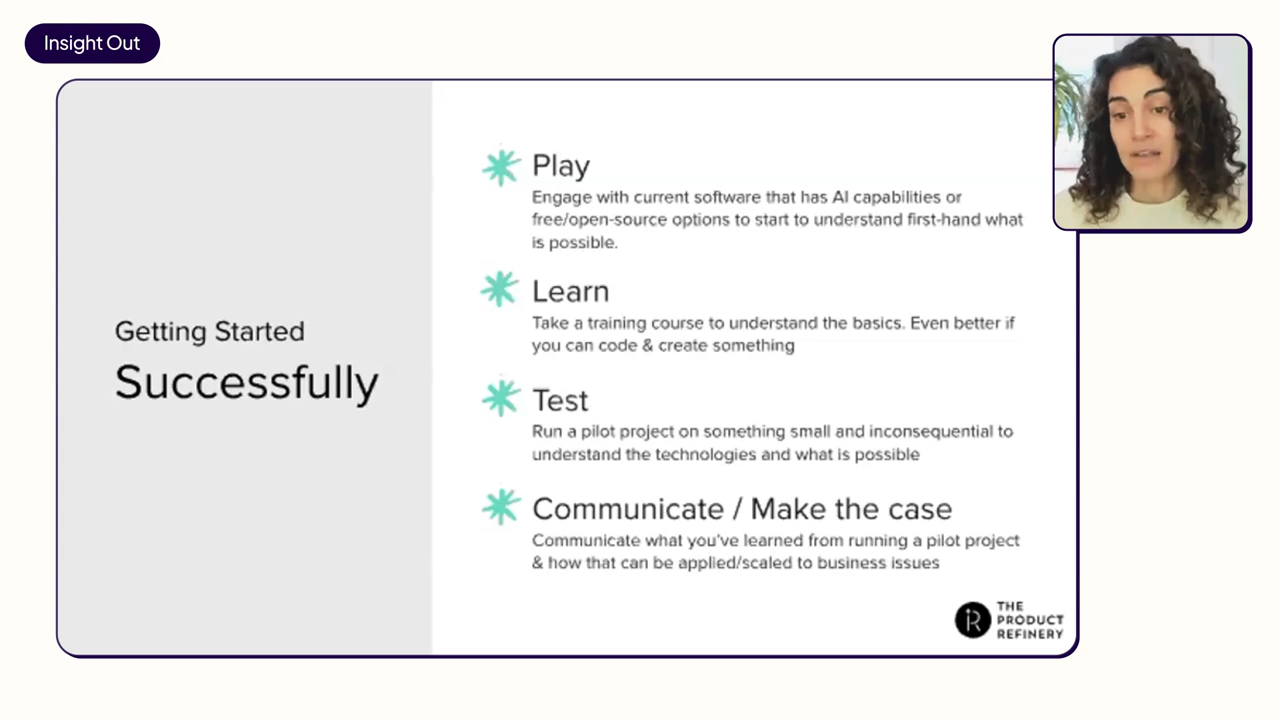 Insight Out
Getting Started
Successfully
Play
Engage with current software that has AI capabilities or
free/open-source options to start to understand first-hand what
is possible.
Learn
Take a training course to understand the basics. Even better if
you can code & create something
Test
Run a pilot project on something small and inconsequential to
understand the technologies and what is possible
Communicate / Make the case
Communicate what you've learned from running a pilot project
& how that can be applied/scaled to business issues
THE
PRODUCT
REFINERY